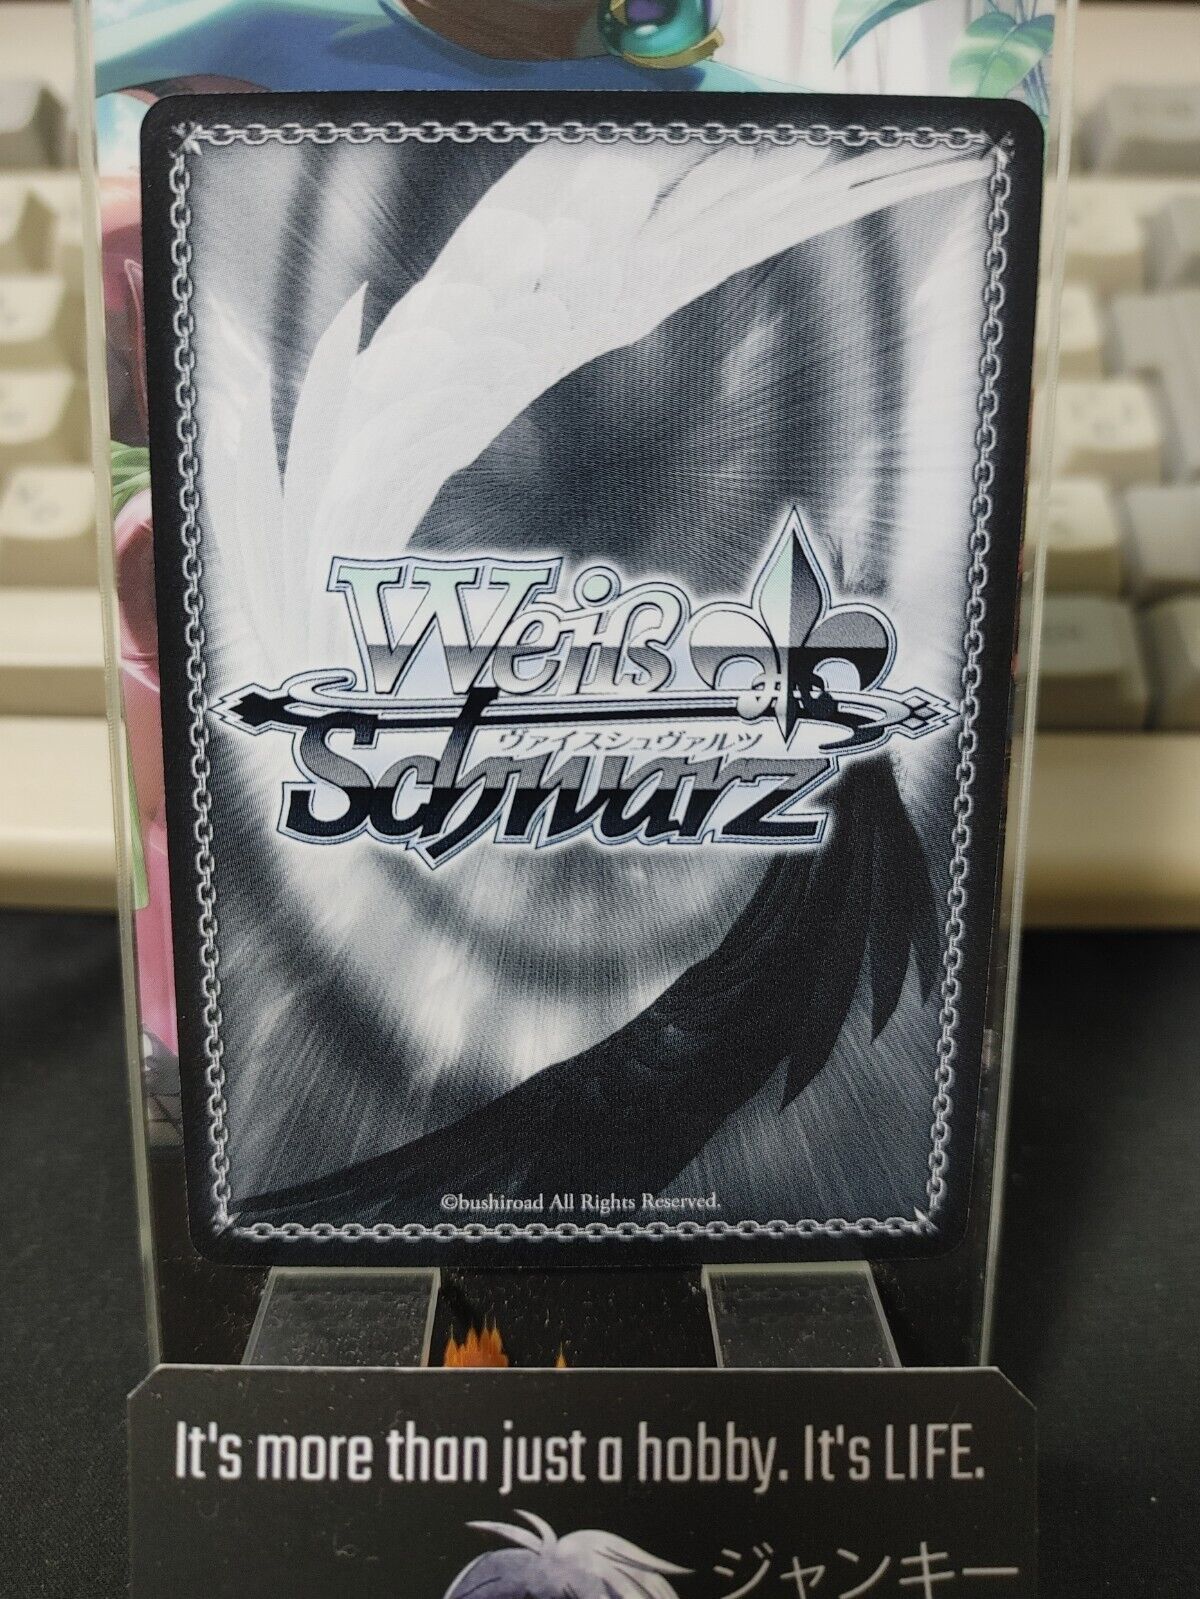 Weiß
ヴァイスシュヴァルツ
Schwarz
©bushiroad All Rights Reserved.
It's more than just a hobby. It's LIFE.
ジャンキー